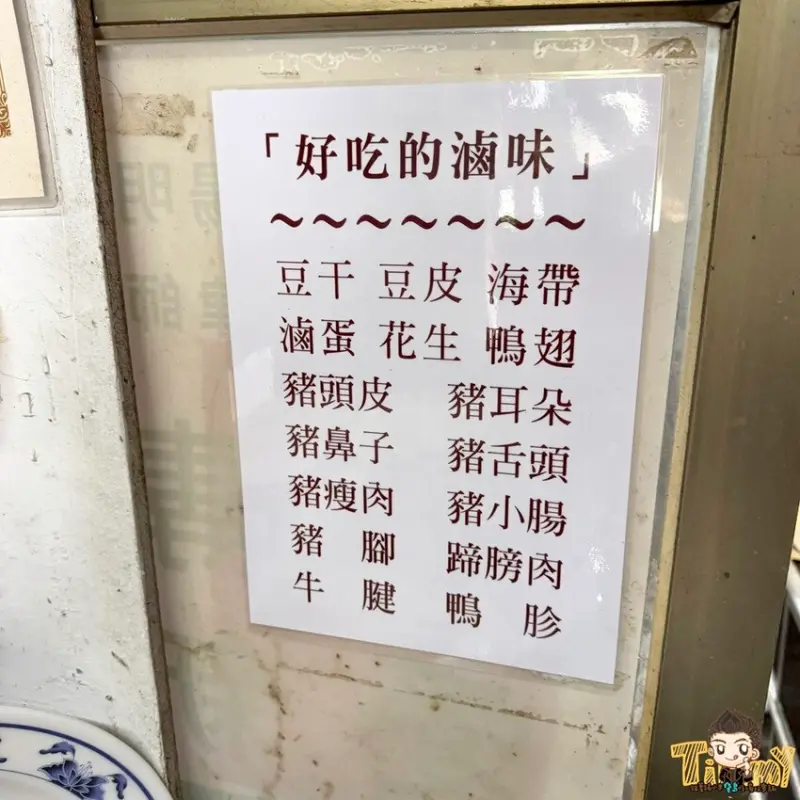 「好吃的滷味」
～～～～～～～
豆干 豆皮 海帶
滷蛋 花生 鴨翅
豬頭皮 豬耳朵
豬鼻子 豬舌頭
豬瘦肉 豬小腸
豬腳 蹄膀肉
牛腱 鴨胗